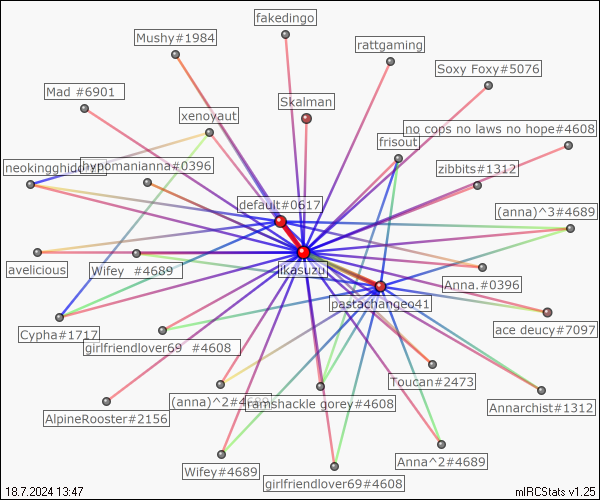 fakedingo
Mushy#1984
rattgaming
Soxy Foxy#5076
Mad #6901
Skalman
xenoyaut
no cops no laws no hope#4608
frisout
hypomanianna#0396
zibbits#1312
default#0617
(anna)^3#4689
avelicious
Wifey #4689
ikasuzu
Anna.#0396
pastachangeo41
Cypha#1717
ace deucy#7097
girlfriendlover69 #4608
Toucan#2473
(anna)^2#4689
ramshackle gorey#4608
Annarchist#1312
AlpineRooster#2156
Anna^2#4689
Wifey#4689
girlfriendlover69#4608
18.7.2024 13:47
mIRCStats v1.25